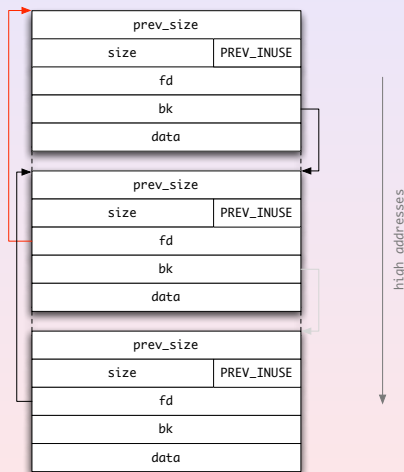 prev_size
size PREV_INUSE
fd
bk
data
prev_size
size PREV_INUSE
fd
bk
data
prev_size
size PREV_INUSE
fd
bk
data
high addresses